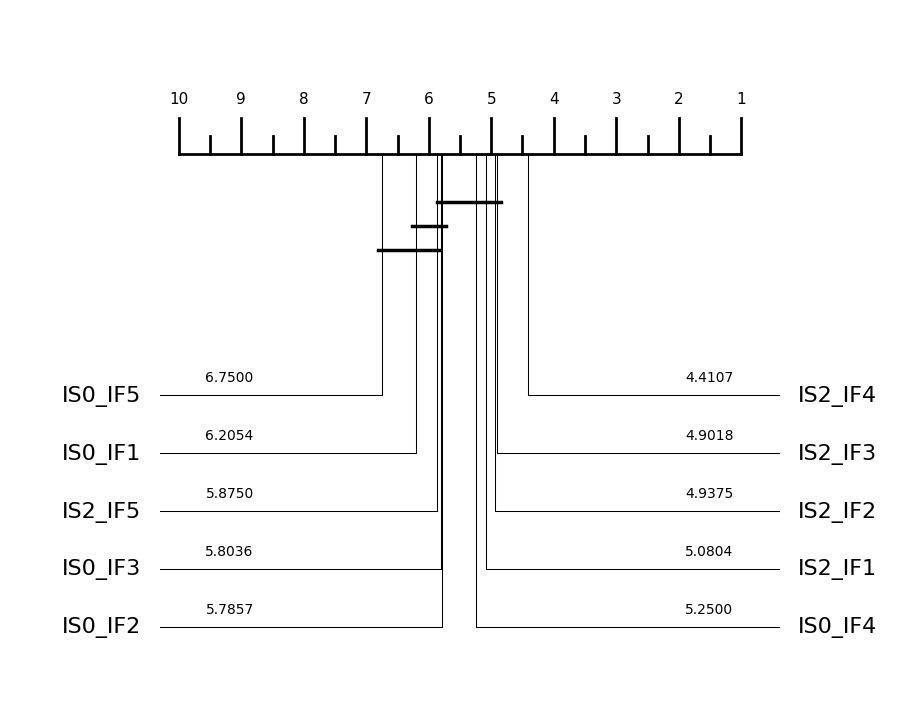 10 9 8 7 6 5 4 3 2 1
IS0_IF5 6.7500 4.4107 IS2_IF4
IS0_IF1 6.2054 4.9018 IS2_IF3
IS2_IF5 5.8750 4.9375 IS2_IF2
IS0_IF3 5.8036 5.0804 IS2_IF1
IS0_IF2 5.7857 5.2500 IS0_IF4